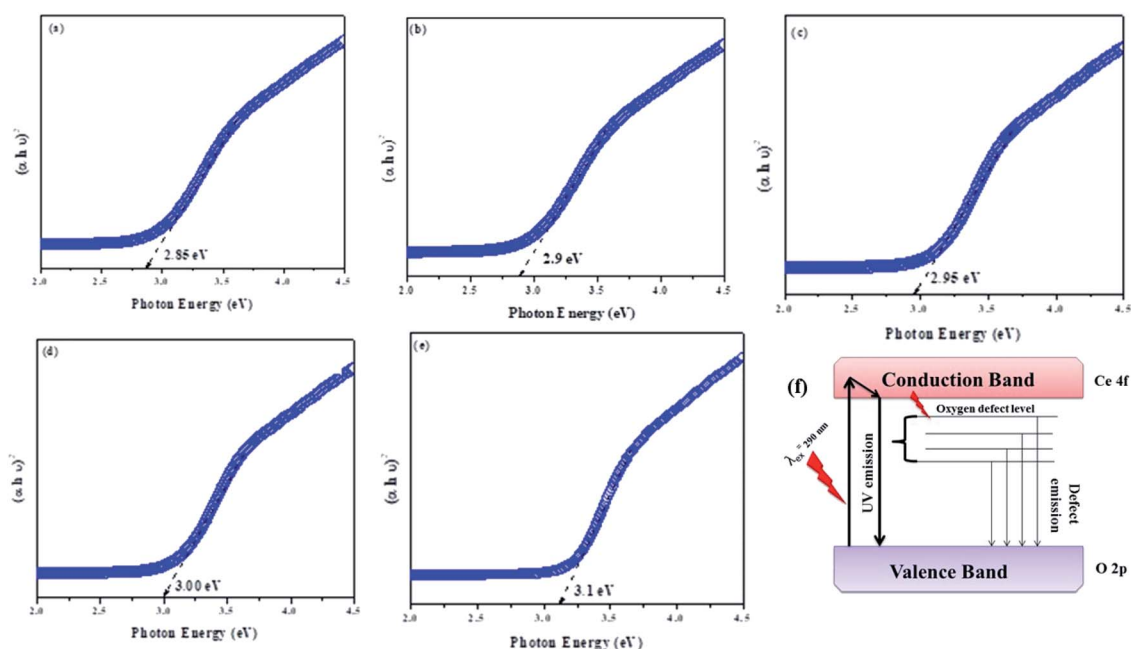 (a)
(α h υ)²
2.85 eV
2.0 2.5 3.0 3.5 4.0 4.5
Photon Energy (eV)
(b)
(α h υ)²
2.9 eV
2.0 2.5 3.0 3.5 4.0 4.5
Photon Energy (eV)
(c)
(α h υ)²
2.95 eV
2.0 2.5 3.0 3.5 4.0 4.5
Photon Energy (eV)
(d)
(α h υ)²
3.00 eV
2.0 2.5 3.0 3.5 4.0 4.5
Photon Energy (eV)
(e)
(α h υ)²
3.1 eV
2.0 2.5 3.0 3.5 4.0 4.5
Photon Energy (eV)
(f)
Conduction Band
Ce 4f
Oxygen defect level
λex = 290 nm
UV emission
Defect
emission
Valence Band
O 2p